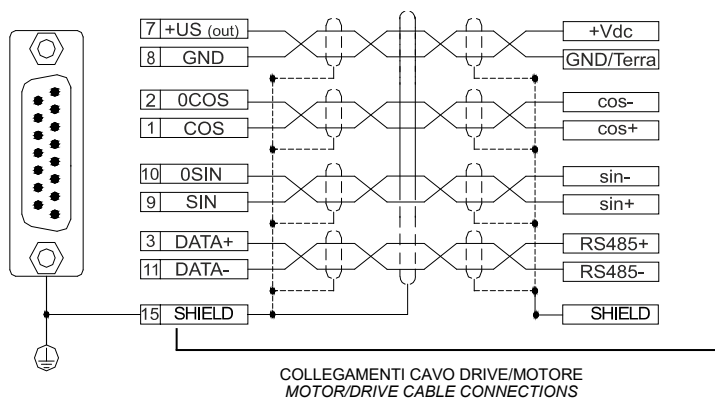 7 +US (out) +Vdc
8 GND GND/Terra
2 0COS cos-
1 COS cos+
10 0SIN sin-
9 SIN sin+
3 DATA+ RS485+
11 DATA- RS485-
15 SHIELD SHIELD
COLLEGAMENTI CAVO DRIVE/MOTORE
MOTOR/DRIVE CABLE CONNECTIONS